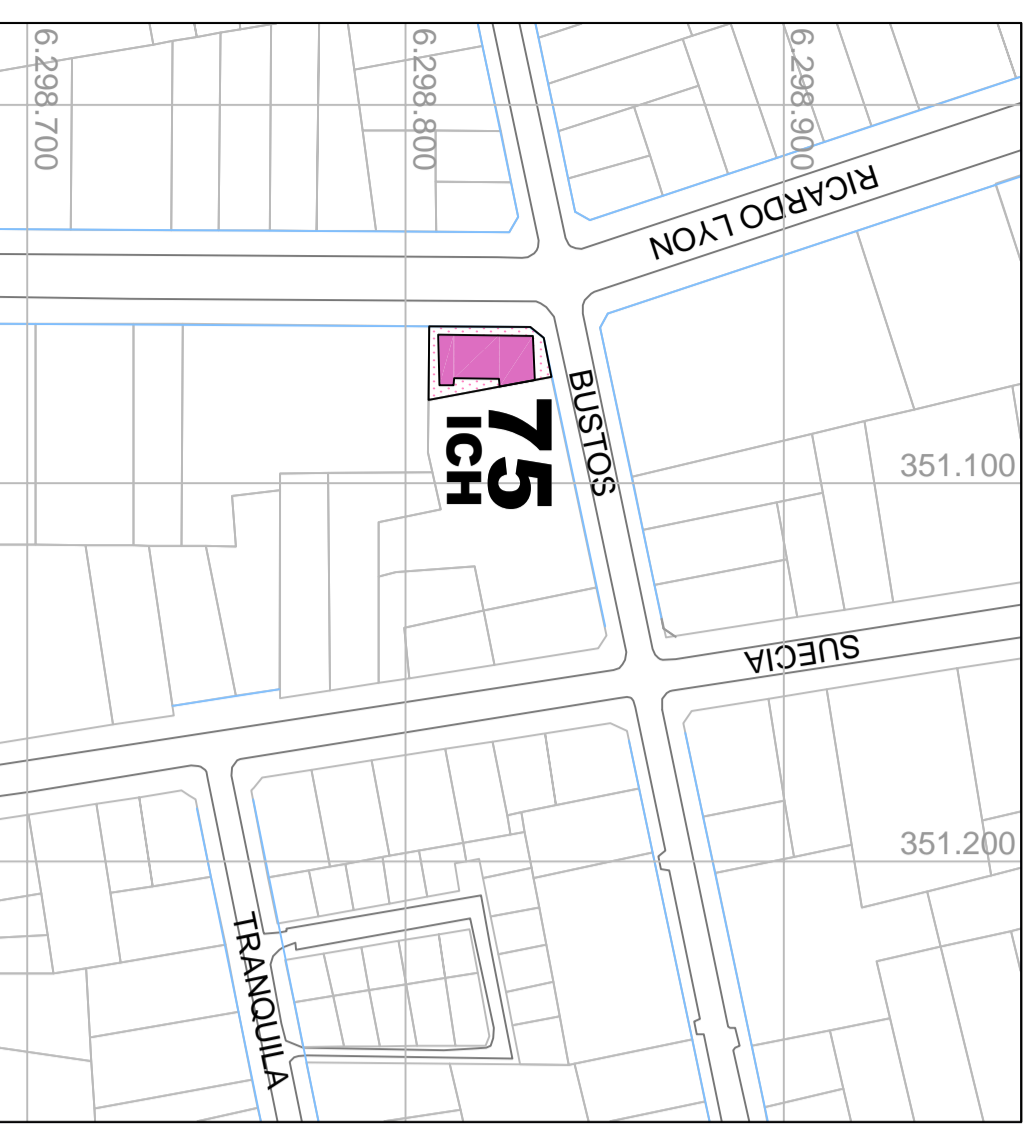 6.298.700
6.298.800
6.298.900
RICARDO LYON
BUSTOS
75
ICH
351.100
SUECIA
351.200
TRANQUILA